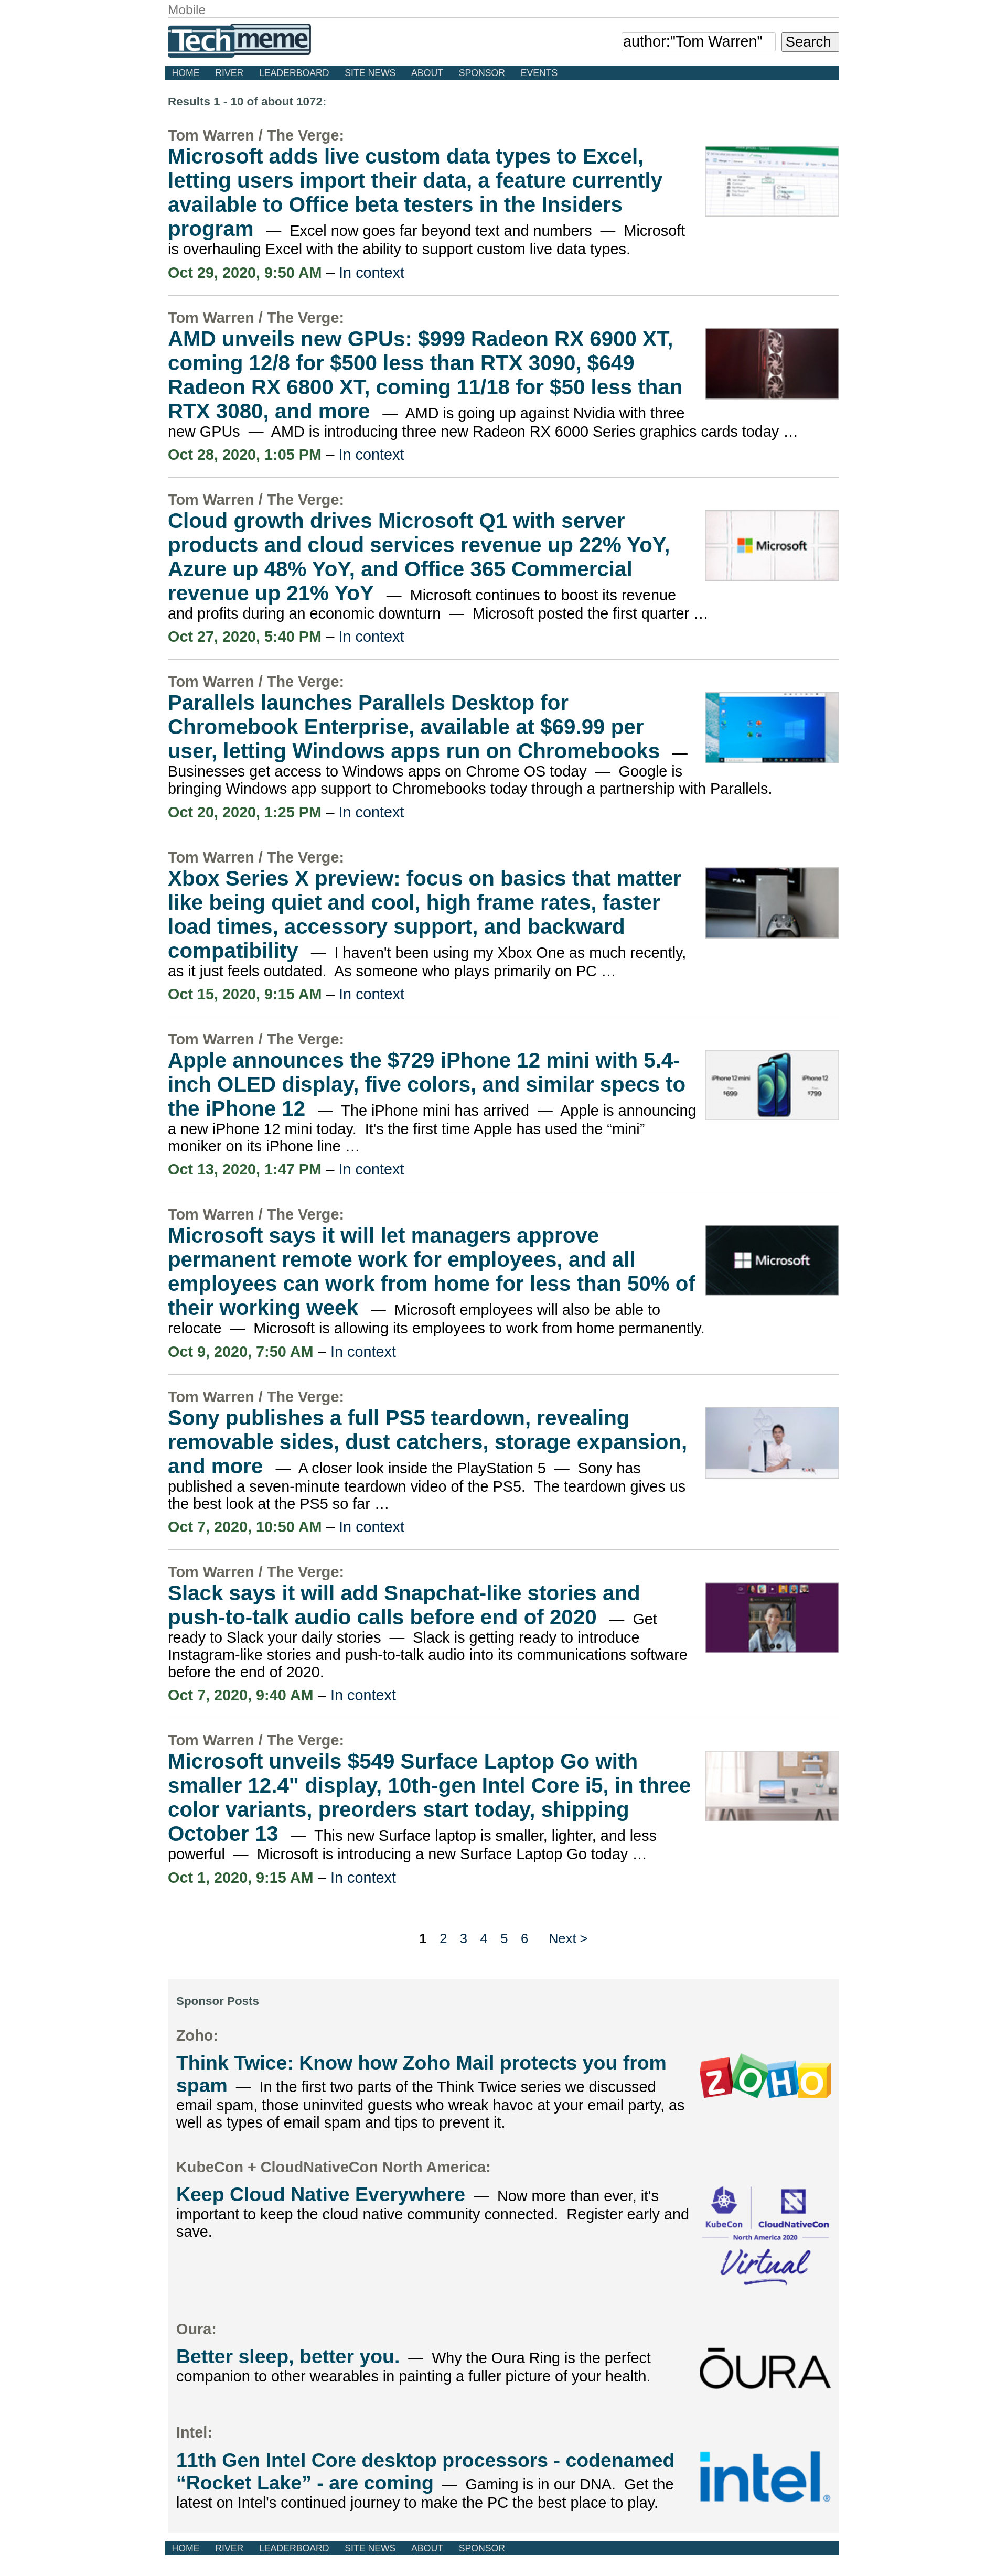 Mobile
Techmeme
author:"Tom Warren"
Search
HOME RIVER LEADERBOARD SITE NEWS ABOUT SPONSOR EVENTS
Results 1 - 10 of about 1072:
Tom Warren / The Verge:
Microsoft adds live custom data types to Excel,
letting users import their data, a feature currently
available to Office beta testers in the Insiders
program — Excel now goes far beyond text and numbers — Microsoft
is overhauling Excel with the ability to support custom live data types.
Oct 29, 2020, 9:50 AM – In context
Tom Warren / The Verge:
AMD unveils new GPUs: $999 Radeon RX 6900 XT,
coming 12/8 for $500 less than RTX 3090, $649
Radeon RX 6800 XT, coming 11/18 for $50 less than
RTX 3080, and more — AMD is going up against Nvidia with three
new GPUs — AMD is introducing three new Radeon RX 6000 Series graphics cards today …
Oct 28, 2020, 1:05 PM – In context
Tom Warren / The Verge:
Cloud growth drives Microsoft Q1 with server
products and cloud services revenue up 22% YoY,
Azure up 48% YoY, and Office 365 Commercial
revenue up 21% YoY — Microsoft continues to boost its revenue
and profits during an economic downturn — Microsoft posted the first quarter …
Microsoft
Oct 27, 2020, 5:40 PM – In context
Tom Warren / The Verge:
Parallels launches Parallels Desktop for
Chromebook Enterprise, available at $69.99 per
user, letting Windows apps run on Chromebooks —
Businesses get access to Windows apps on Chrome OS today — Google is
bringing Windows app support to Chromebooks today through a partnership with Parallels.
Oct 20, 2020, 1:25 PM – In context
Tom Warren / The Verge:
Xbox Series X preview: focus on basics that matter
like being quiet and cool, high frame rates, faster
load times, accessory support, and backward
compatibility — I haven't been using my Xbox One as much recently,
as it just feels outdated. As someone who plays primarily on PC …
Oct 15, 2020, 9:15 AM – In context
Tom Warren / The Verge:
Apple announces the $729 iPhone 12 mini with 5.4-
inch OLED display, five colors, and similar specs to
the iPhone 12 — The iPhone mini has arrived — Apple is announcing
a new iPhone 12 mini today. It's the first time Apple has used the “mini”
moniker on its iPhone line …
iPhone 12 mini
$699
iPhone 12
$799
Oct 13, 2020, 1:47 PM – In context
Tom Warren / The Verge:
Microsoft says it will let managers approve
permanent remote work for employees, and all
employees can work from home for less than 50% of
their working week — Microsoft employees will also be able to
relocate — Microsoft is allowing its employees to work from home permanently.
Microsoft
Oct 9, 2020, 7:50 AM – In context
Tom Warren / The Verge:
Sony publishes a full PS5 teardown, revealing
removable sides, dust catchers, storage expansion,
and more — A closer look inside the PlayStation 5 — Sony has
published a seven-minute teardown video of the PS5. The teardown gives us
the best look at the PS5 so far …
Oct 7, 2020, 10:50 AM – In context
Tom Warren / The Verge:
Slack says it will add Snapchat-like stories and
push-to-talk audio calls before end of 2020 — Get
ready to Slack your daily stories — Slack is getting ready to introduce
Instagram-like stories and push-to-talk audio into its communications software
before the end of 2020.
Oct 7, 2020, 9:40 AM – In context
Tom Warren / The Verge:
Microsoft unveils $549 Surface Laptop Go with
smaller 12.4" display, 10th-gen Intel Core i5, in three
color variants, preorders start today, shipping
October 13 — This new Surface laptop is smaller, lighter, and less
powerful — Microsoft is introducing a new Surface Laptop Go today …
Oct 1, 2020, 9:15 AM – In context
1 2 3 4 5 6 Next >
Sponsor Posts
Zoho:
Think Twice: Know how Zoho Mail protects you from
spam — In the first two parts of the Think Twice series we discussed
email spam, those uninvited guests who wreak havoc at your email party, as
well as types of email spam and tips to prevent it.
ZOHO
KubeCon + CloudNativeCon North America:
Keep Cloud Native Everywhere — Now more than ever, it's
important to keep the cloud native community connected. Register early and
save.
KubeCon CloudNativeCon
North America 2020
Virtual
Oura:
Better sleep, better you. — Why the Oura Ring is the perfect
companion to other wearables in painting a fuller picture of your health.
ŌURA
Intel:
11th Gen Intel Core desktop processors - codenamed
“Rocket Lake” - are coming — Gaming is in our DNA. Get the
latest on Intel's continued journey to make the PC the best place to play.
intel®
HOME RIVER LEADERBOARD SITE NEWS ABOUT SPONSOR